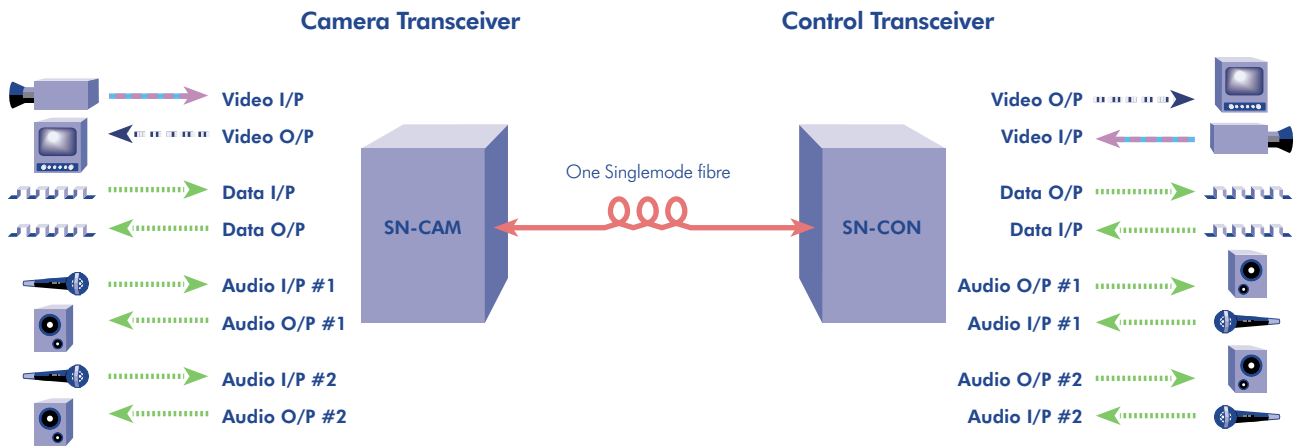 Camera Transceiver
Control Transceiver
Video I/P
Video O/P
Data I/P
Data O/P
Audio I/P #1
Audio O/P #1
Audio I/P #2
Audio O/P #2
SN-CAM
One Singlemode fibre
SN-CON
Video O/P
Video I/P
Data O/P
Data I/P
Audio O/P #1
Audio I/P #1
Audio O/P #2
Audio I/P #2